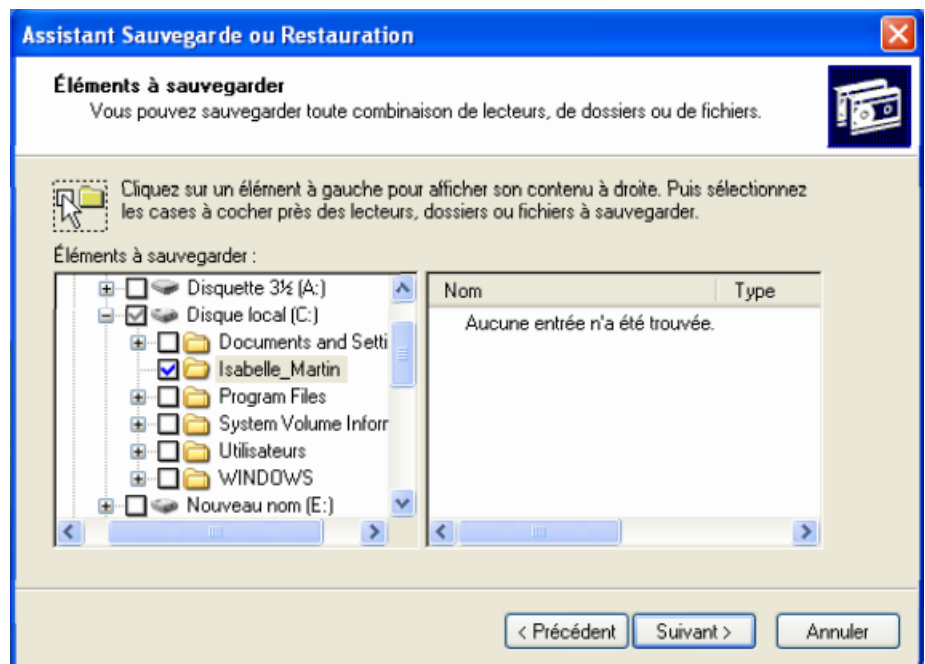 Assistant Sauvegarde ou Restauration
Éléments à sauvegarder
Vous pouvez sauvegarder toute combinaison de lecteurs, de dossiers ou de fichiers.
Cliquez sur un élément à gauche pour afficher son contenu à droite. Puis sélectionnez
les cases à cocher près des lecteurs, dossiers ou fichiers à sauvegarder.
Éléments à sauvegarder :
Disquette 3½ (A:)
Disque local (C:)
Documents and Setti
Isabelle_Martin
Program Files
System Volume Inforr
Utilisateurs
WINDOWS
Nouveau nom (E:)
Nom Type
Aucune entrée n'a été trouvée.
< Précédent Suivant > Annuler